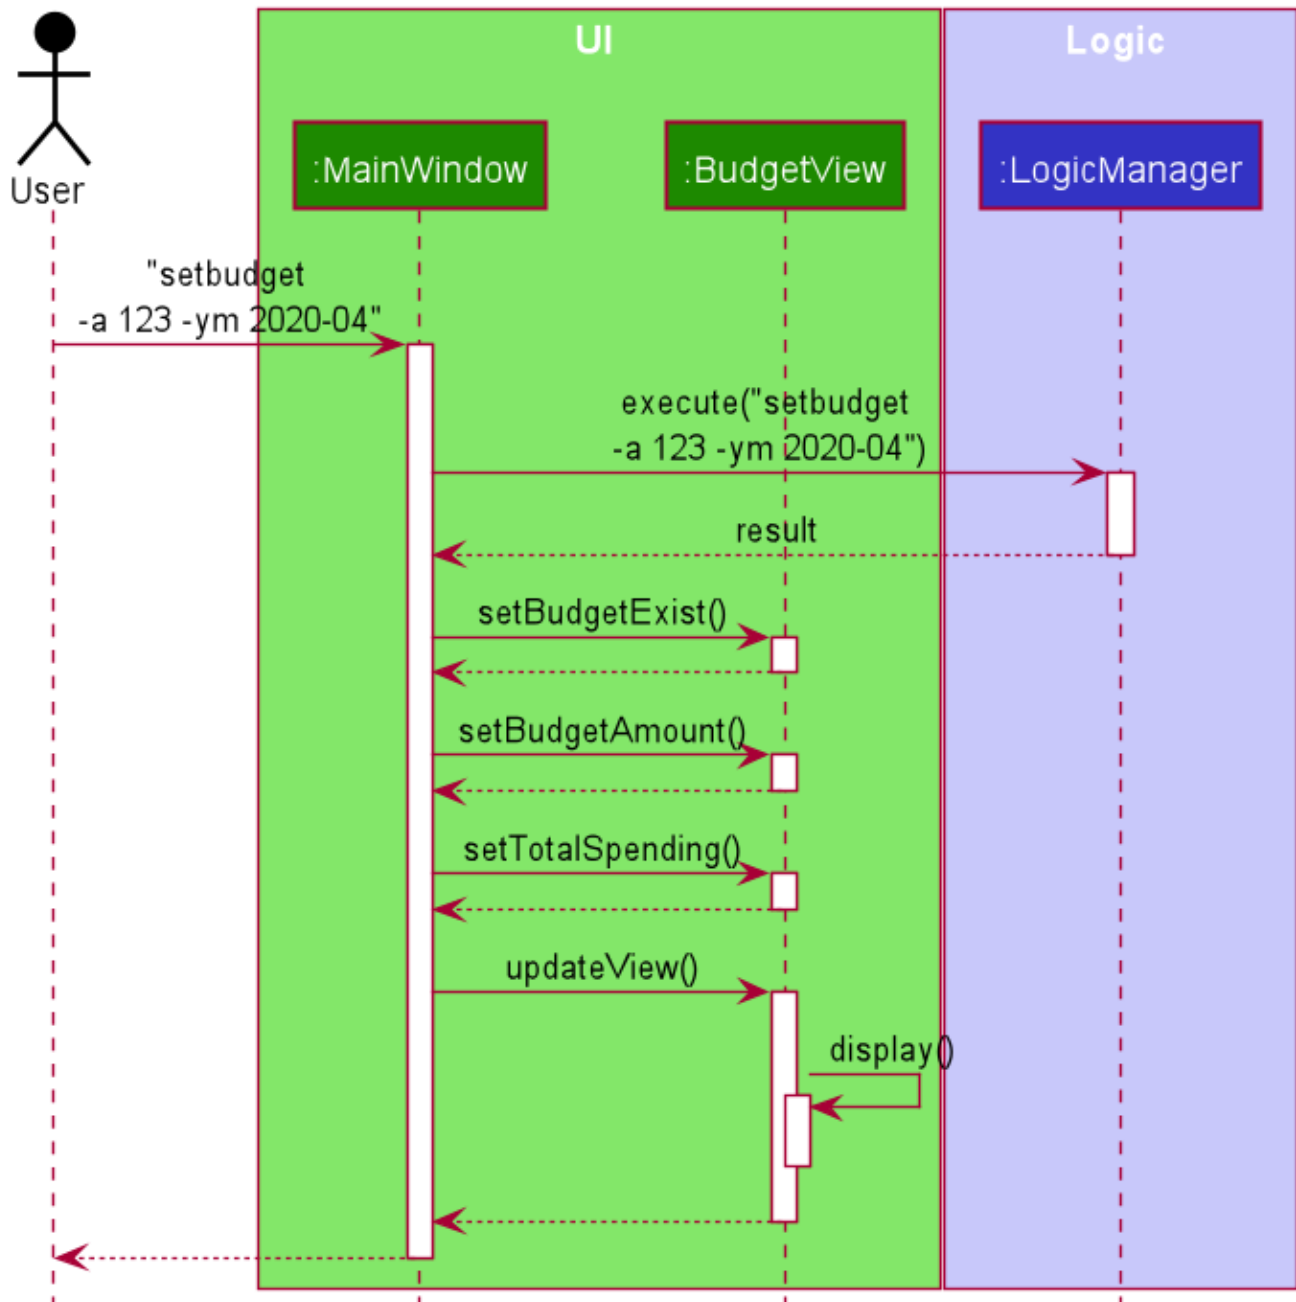 UI
Logic
User
:MainWindow
:BudgetView
:LogicManager
"setbudget
-a 123 -ym 2020-04"
execute("setbudget
-a 123 -ym 2020-04")
result
setBudgetExist()
setBudgetAmount()
setTotalSpending()
updateView()
display()